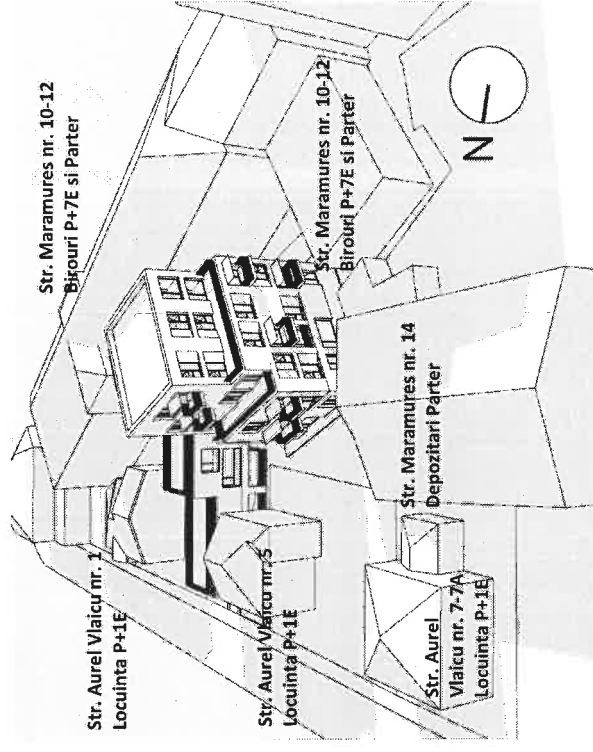 Str. Maramures nr. 10-12
Birouri P+7E si Parter
Str. Maramures nr. 10-12
Birouri P+7E si Parter
N
Str. Maramures nr. 14
Depozitari Parter
Str. Aurel Vlaicu nr. 1
Locuinta P+1E
Str. Aurel Vlaicu nr. 5
Locuinta P+1E
Str. Aurel
Vlaicu nr. 7-7A
Locuinta P+1E